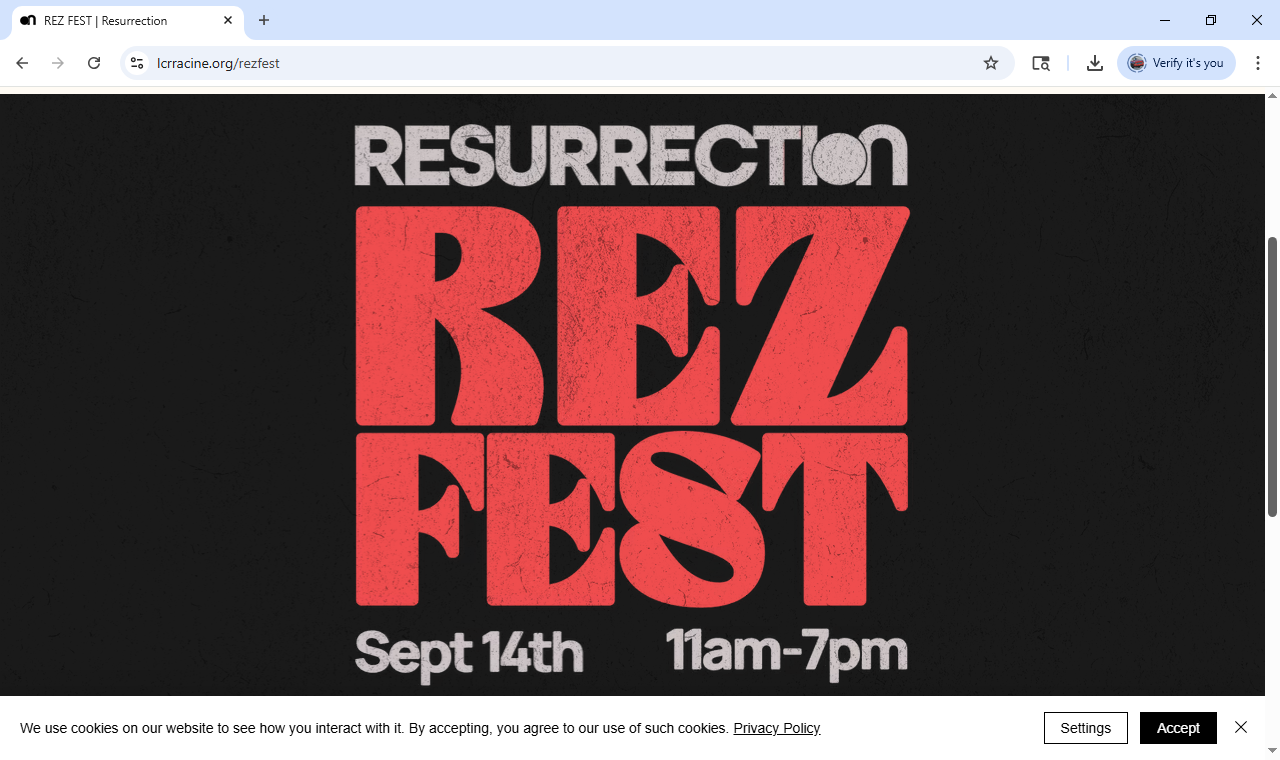 REZ FEST | Resurrection
lcrracine.org/rezfest
Verify it's you
RESURRECTION
REZ
FEST
Sept 14th 11am-7pm
We use cookies on our website to see how you interact with it. By accepting, you agree to our use of such cookies. Privacy Policy
Settings
Accept